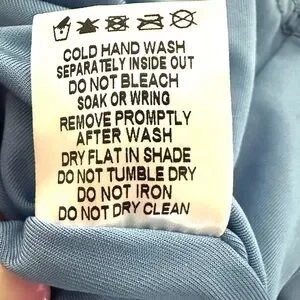 COLD HAND WASH
SEPARATELY INSIDE OUT
DO NOT BLEACH
SOAK OR WRING
REMOVE PROMPTLY
AFTER WASH
DRY FLAT IN SHADE
DO NOT TUMBLE DRY
DO NOT IRON
DO NOT DRY CLEAN